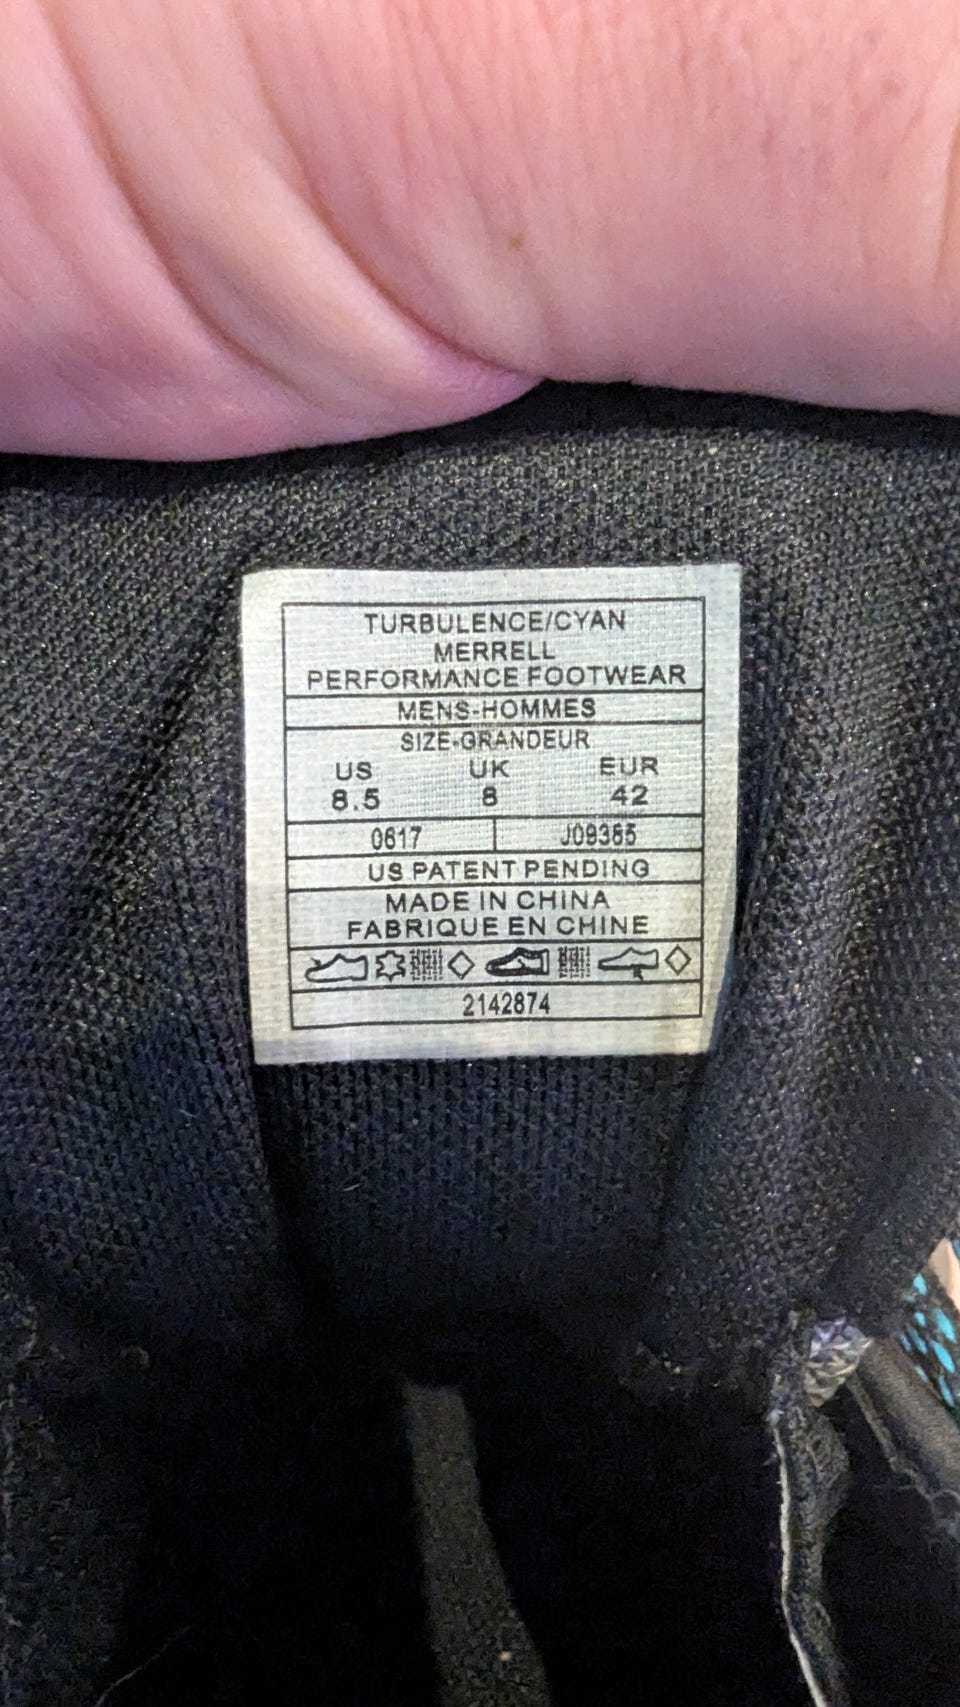 TURBULENCE/CYAN
MERRELL
PERFORMANCE FOOTWEAR
MENS-HOMMES
SIZE-GRANDEUR
US UK EUR
8.5 8 42
0617 J09365
US PATENT PENDING
MADE IN CHINA
FABRIQUE EN CHINE
2142874